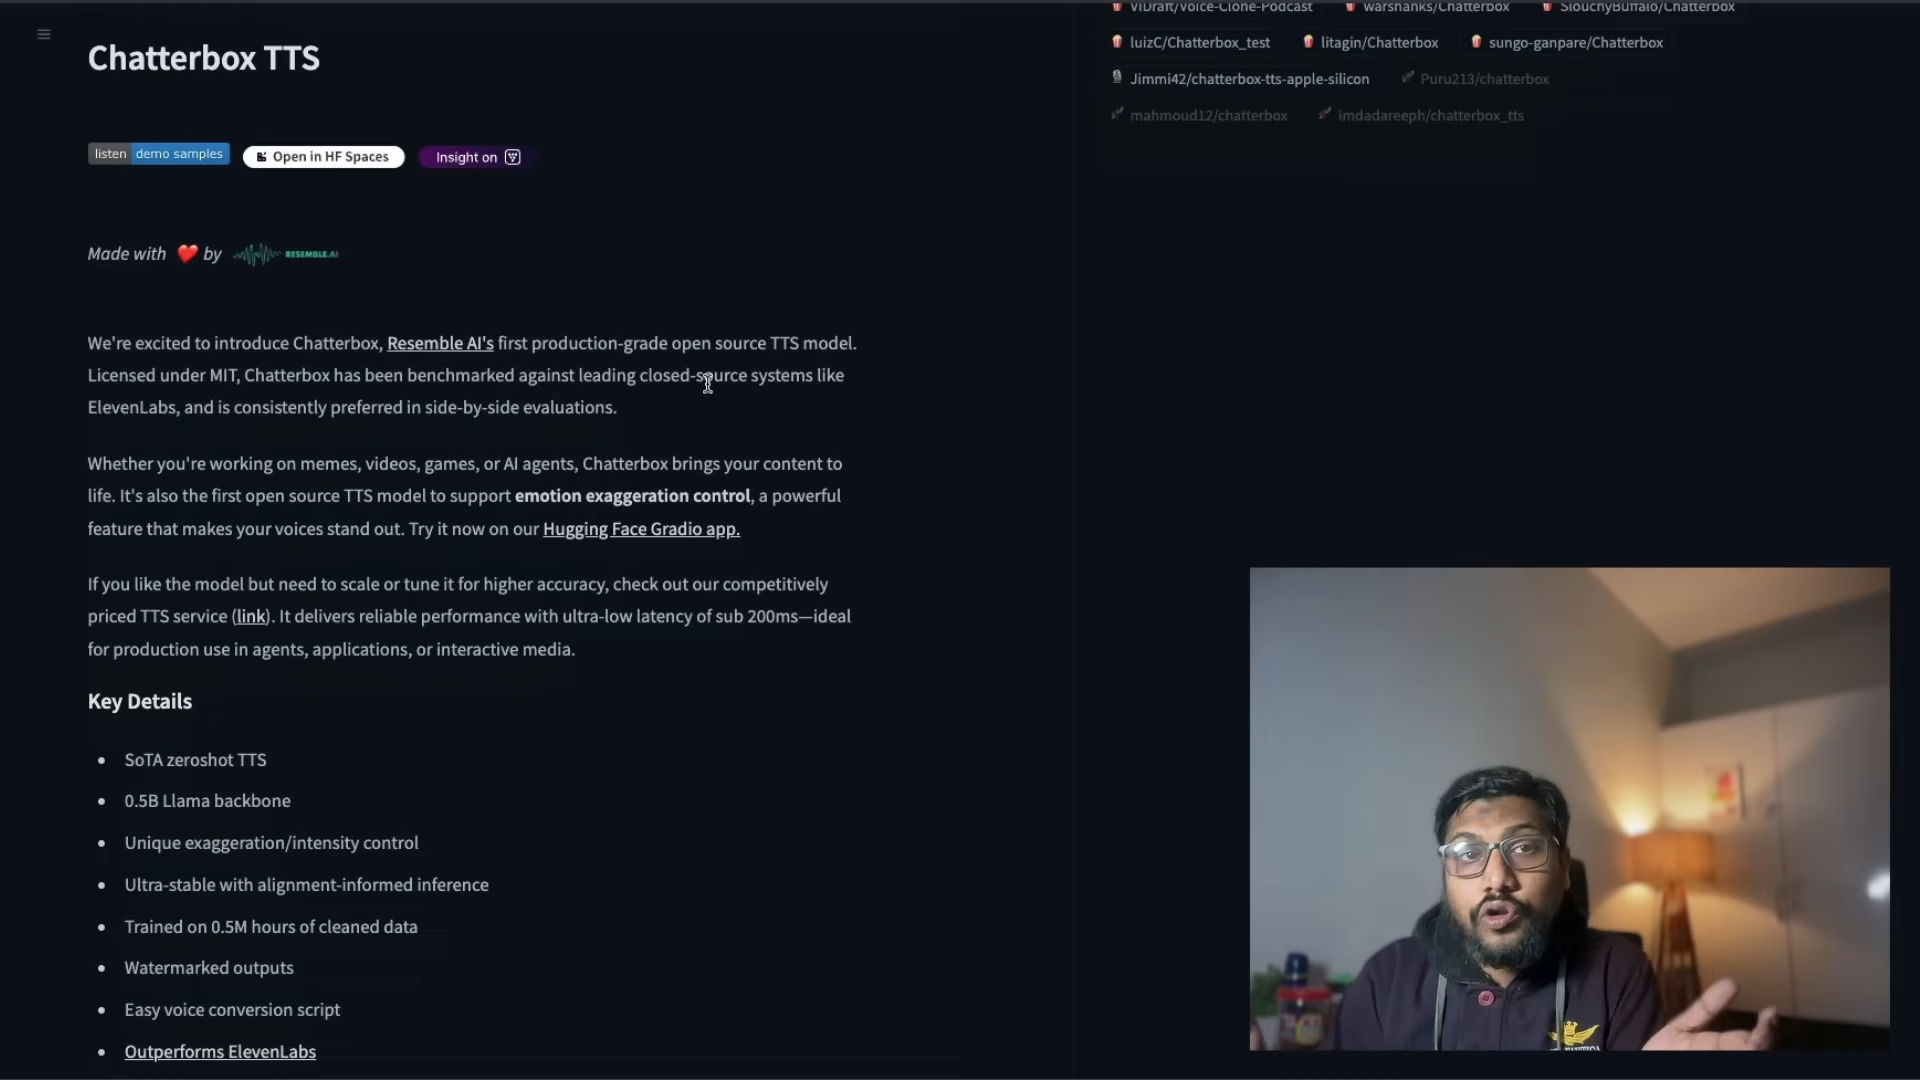 Chatterbox TTS
listen demo samples
Open in HF Spaces
Insight on
Made with ❤️ by RESEMBLE.AI
We're excited to introduce Chatterbox, Resemble AI's first production-grade open source TTS model.
Licensed under MIT, Chatterbox has been benchmarked against leading closed-source systems like
ElevenLabs, and is consistently preferred in side-by-side evaluations.
Whether you're working on memes, videos, games, or AI agents, Chatterbox brings your content to
life. It's also the first open source TTS model to support emotion exaggeration control, a powerful
feature that makes your voices stand out. Try it now on our Hugging Face Gradio app.
If you like the model but need to scale or tune it for higher accuracy, check out our competitively
priced TTS service (link). It delivers reliable performance with ultra-low latency of sub 200ms—ideal
for production use in agents, applications, or interactive media.
Key Details
• SoTA zeroshot TTS
• 0.5B Llama backbone
• Unique exaggeration/intensity control
• Ultra-stable with alignment-informed inference
• Trained on 0.5M hours of cleaned data
• Watermarked outputs
• Easy voice conversion script
• Outperforms ElevenLabs
ViDraft/Voice-Clone-Podcast warshanks/Chatterbox SlouchyBuffalo/Chatterbox
luizC/Chatterbox_test litagin/Chatterbox sungo-ganpare/Chatterbox
Jimmi42/chatterbox-tts-apple-silicon Puru213/chatterbox
mahmoud12/chatterbox imdadareeph/chatterbox_tts